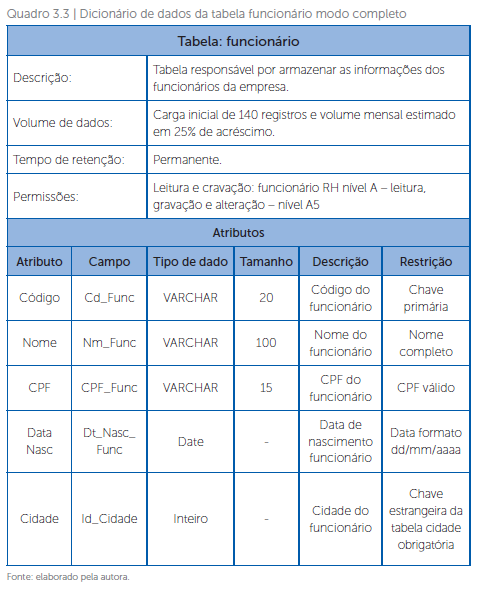 Quadro 3.3 | Dicionário de dados da tabela funcionário modo completo
Tabela: funcionário
Descrição:
Tabela responsável por armazenar as informações dos
funcionários da empresa.
Volume de dados:
Carga inicial de 140 registros e volume mensal estimado
em 25% de acréscimo.
Tempo de retenção:
Permanente.
Permissões:
Leitura e cravação: funcionário RH nível A – leitura,
gravação e alteração – nível A5
Atributos
Atributo Campo Tipo de dado Tamanho Descrição Restrição
Código Cd_Func VARCHAR 20 Código do
funcionário Chave
primária
Nome Nm_Func VARCHAR 100 Nome do
funcionário Nome
completo
CPF CPF_Func VARCHAR 15 CPF do
funcionário CPF válido
Data
Nasc Dt_Nasc_
Func Date - Data de
nascimento
funcionário Data formato
dd/mm/aaaa
Cidade Id_Cidade Inteiro - Cidade do
funcionário Chave
estrangeira da
tabela cidade
obrigatória
Fonte: elaborado pela autora.